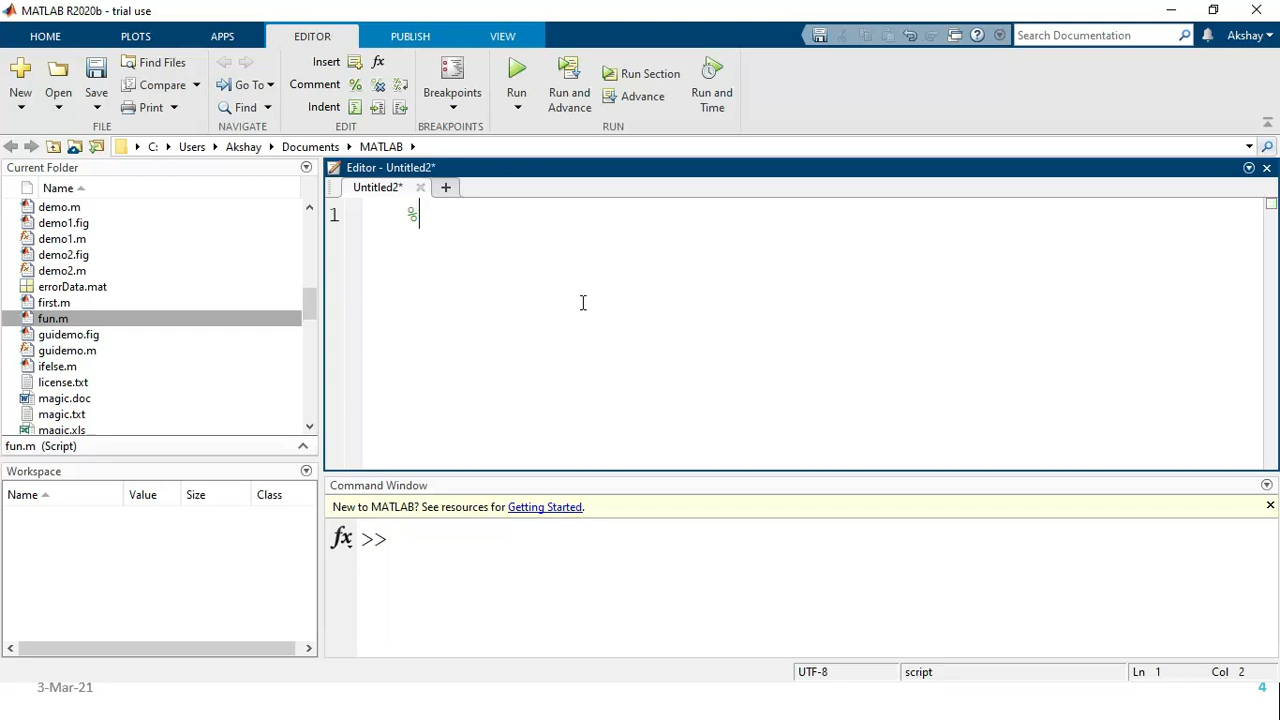 MATLAB R2020b - trial use
HOME PLOTS APPS EDITOR PUBLISH VIEW Search Documentation Akshay
New Open Save Find Files Compare Print Go To Find Insert fx Comment Indent Breakpoints Run Run and Advance Run Section Advance Run and Time
FILE NAVIGATE EDIT BREAKPOINTS RUN
C: Users Akshay Documents MATLAB
Current Folder
Name
demo.m
demo1.fig
demo1.m
demo2.fig
demo2.m
errorData.mat
first.m
fun.m
guidemo.fig
guidemo.m
ifelse.m
license.txt
magic.doc
magic.txt
magic.xls
fun.m (Script)
Workspace
Name Value Size Class
Editor - Untitled2*
Untitled2*
1 %
Command Window
New to MATLAB? See resources for Getting Started.
fx >>
UTF-8 script Ln 1 Col 2
3-Mar-21 4